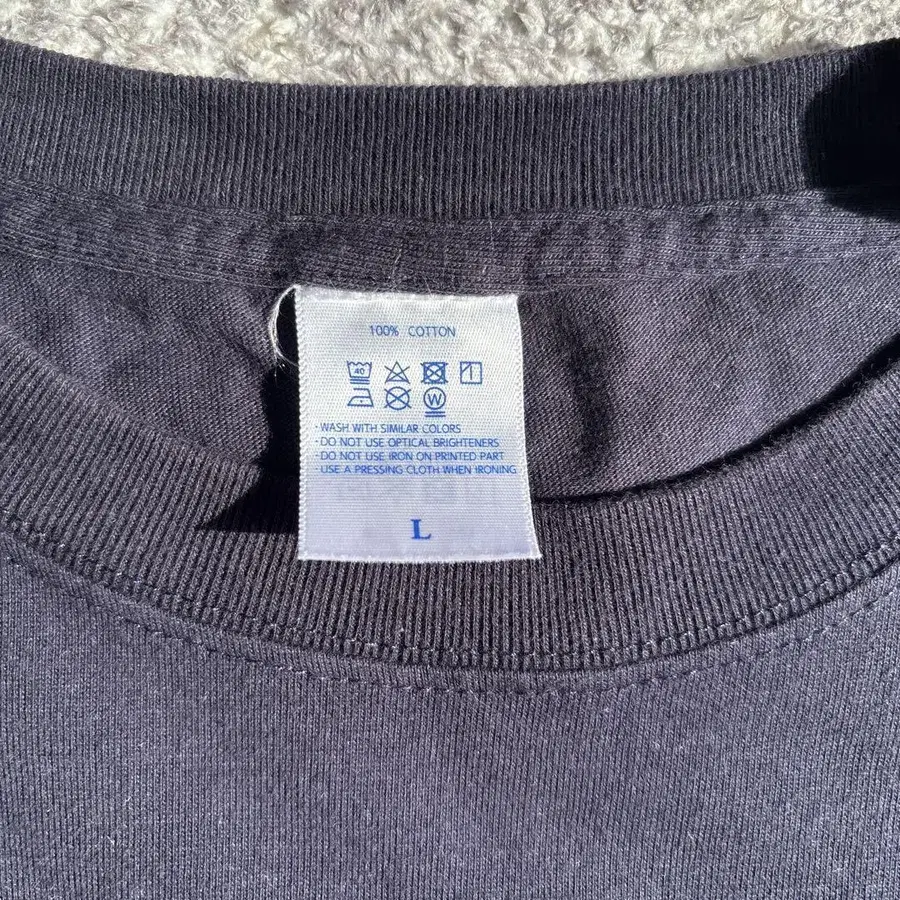 100% COTTON
40
W
· WASH WITH SIMILAR COLORS
· DO NOT USE OPTICAL BRIGHTENERS
· DO NOT USE IRON ON PRINTED PART
· USE A PRESSING CLOTH WHEN IRONING
L